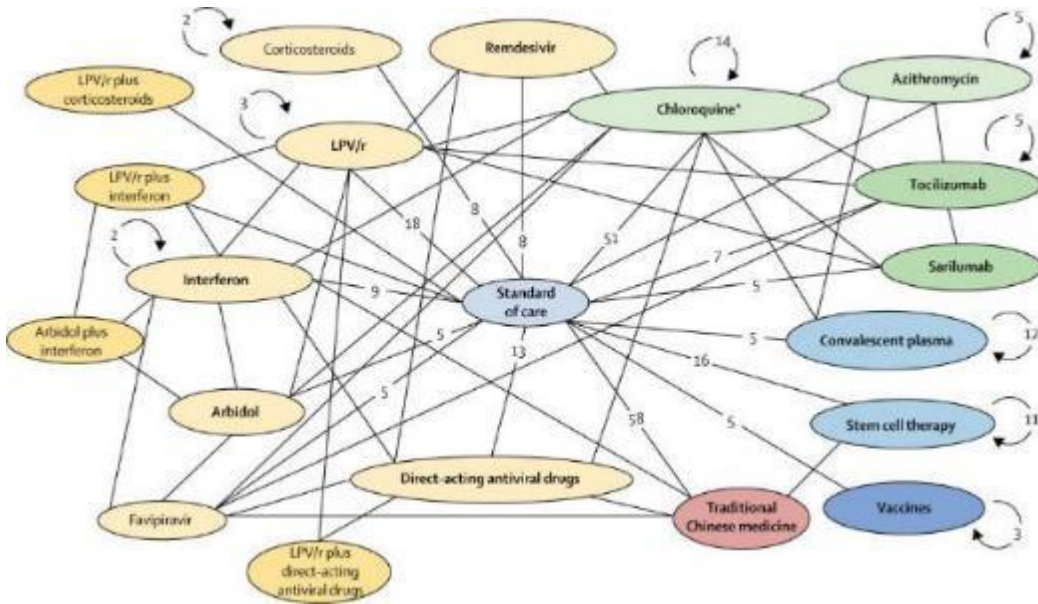 2
Corticosteroids
Remdesivir
14
5
LPV/r plus
corticosteroids
Azithromycin
3
Chloroquine*
5
LPV/r
LPV/r plus
interferon
Tocilizumab
18
8
8
51
2
7
Interferon
Sarilumab
9
5
Standard
of care
Arbidol plus
interferon
5
13
5
Convalescent plasma
12
16
5
Arbidol
58
5
Stem cell therapy
11
Direct-acting antiviral drugs
Favipiravir
Traditional
Chinese medicine
Vaccines
3
LPV/r plus
direct-acting
antiviral drugs